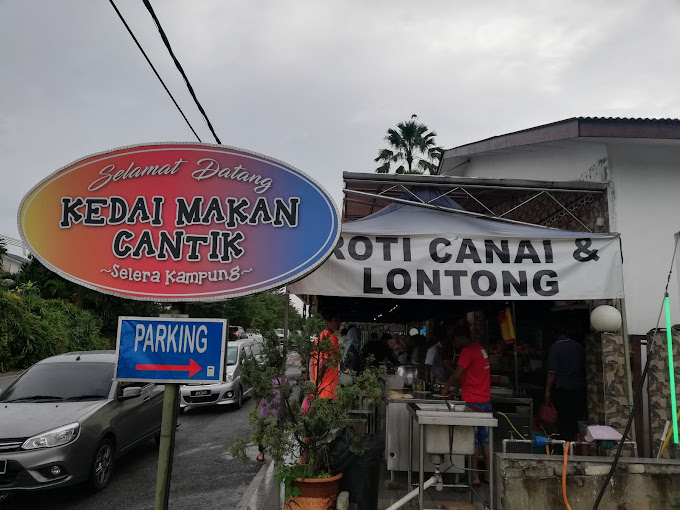 Selamat Datang
KEDAI MAKAN
CANTIK
~Selera Kampung~
PARKING
ROTI CANAI &
LONTONG